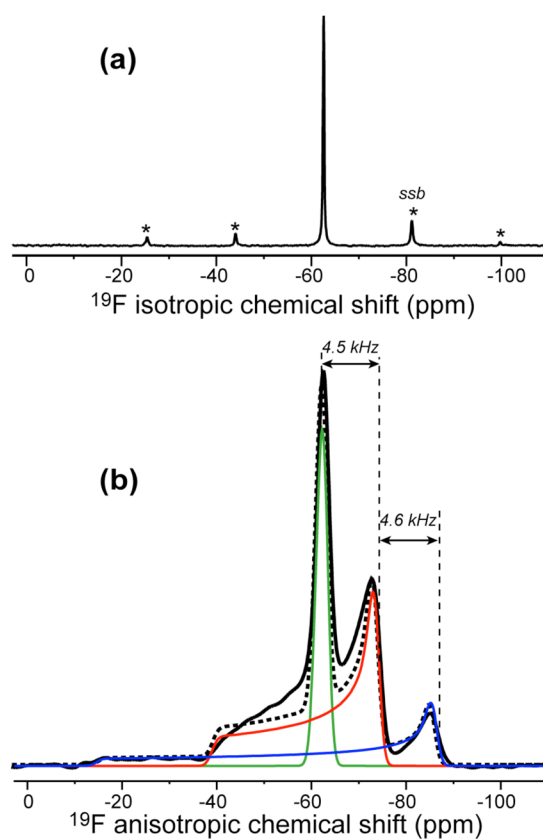 (a)
ssb
* * * *
0 -20 -40 -60 -80 -100
19F isotropic chemical shift (ppm)
4.5 kHz
4.6 kHz
(b)
0 -20 -40 -60 -80 -100
19F anisotropic chemical shift (ppm)